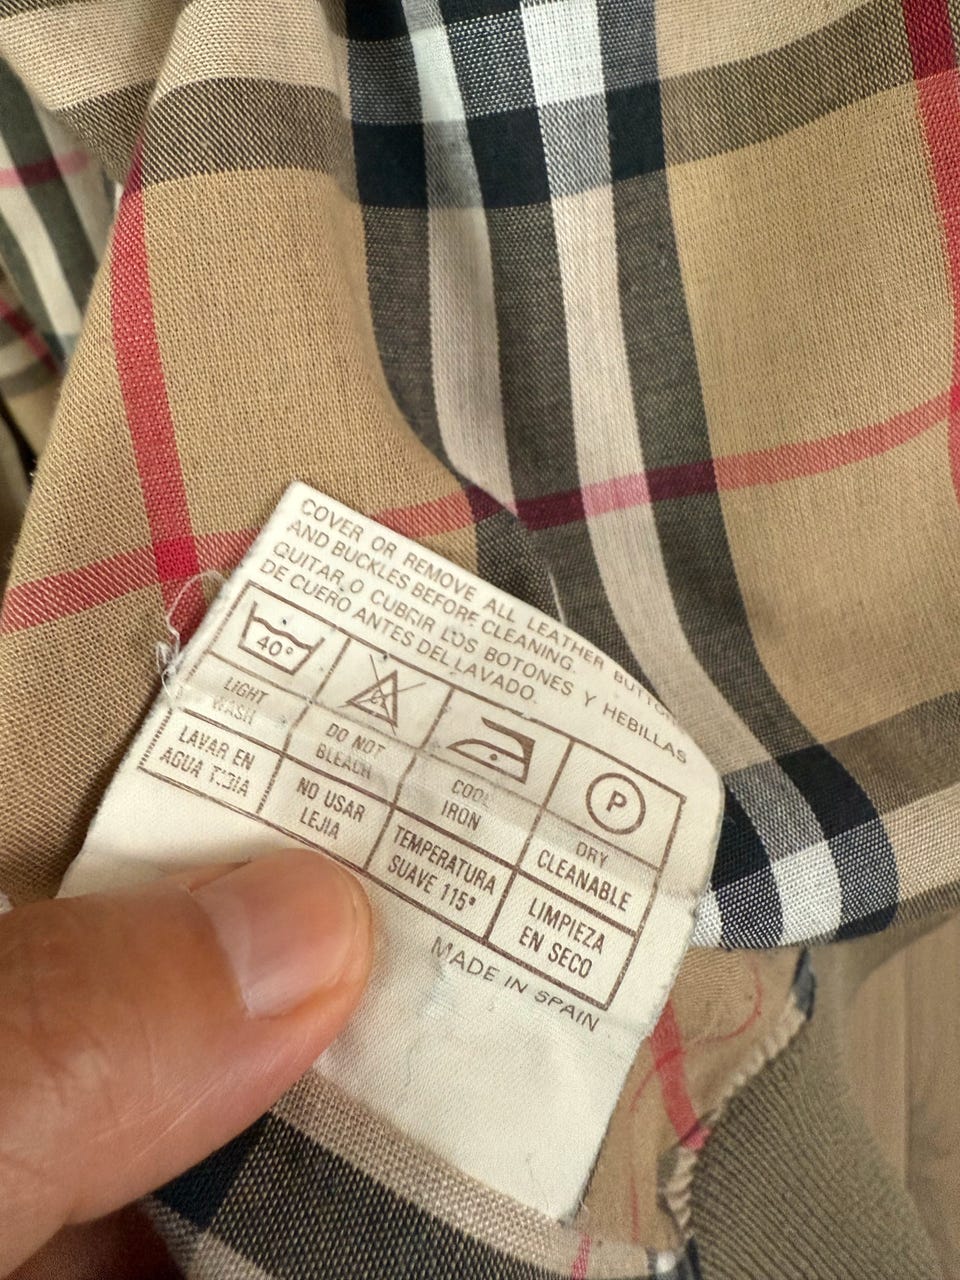 COVER OR REMOVE ALL LEATHER
AND BUCKLES BEFORE CLEANING.
QUITAR O CUBRIR LOS BOTONES Y HEBILLAS
DE CUERO ANTES DEL LAVADO.
40°
CL
P
LIGHT
WASH
DO NOT
BLEACH
COOL
IRON
DRY
CLEANABLE
LAVAR EN
AGUA TIBIA
NO USAR
LEJIA
TEMPERATURA
SUAVE 115°
LIMPIEZA
EN SECO
MADE IN SPAIN